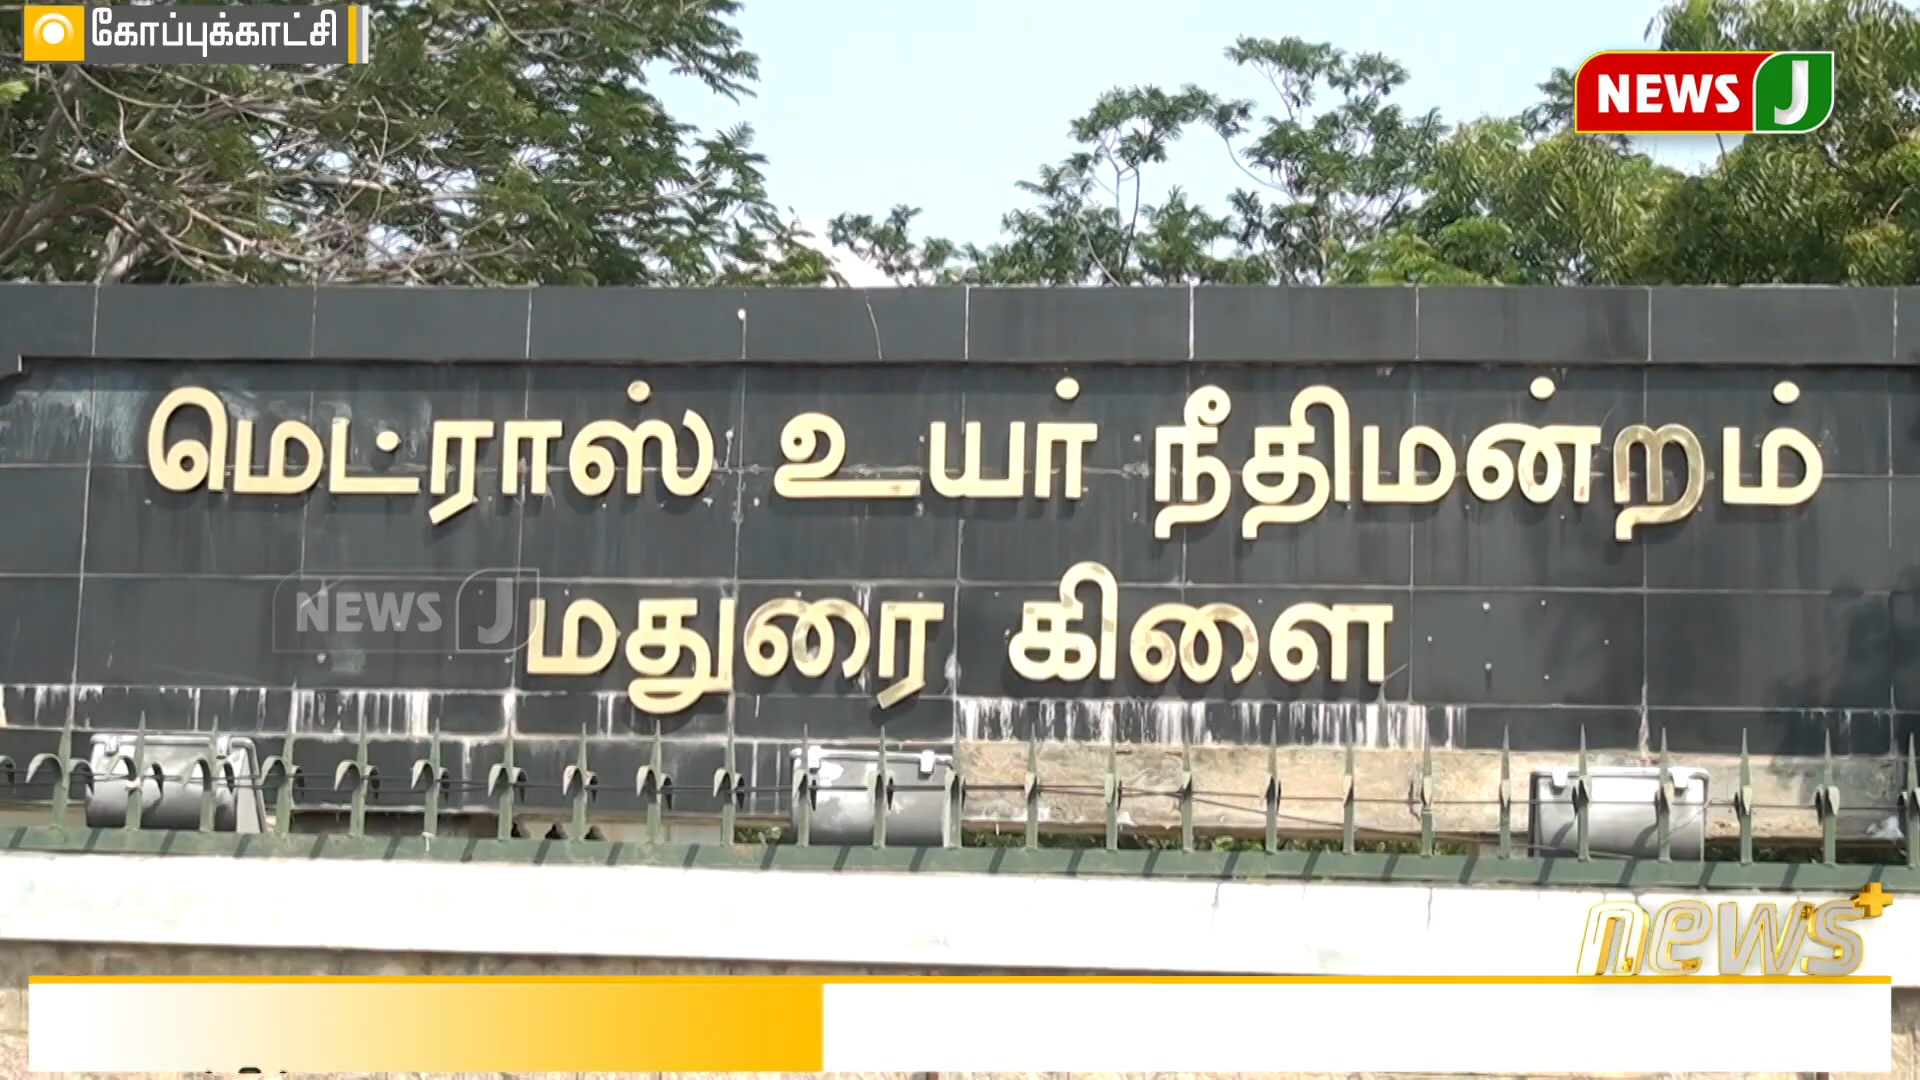 கோப்புக்காட்சி
NEWS J
மெட்ராஸ் உயர் நீதிமன்றம்
NEWS J
மதுரை கிளை
news+